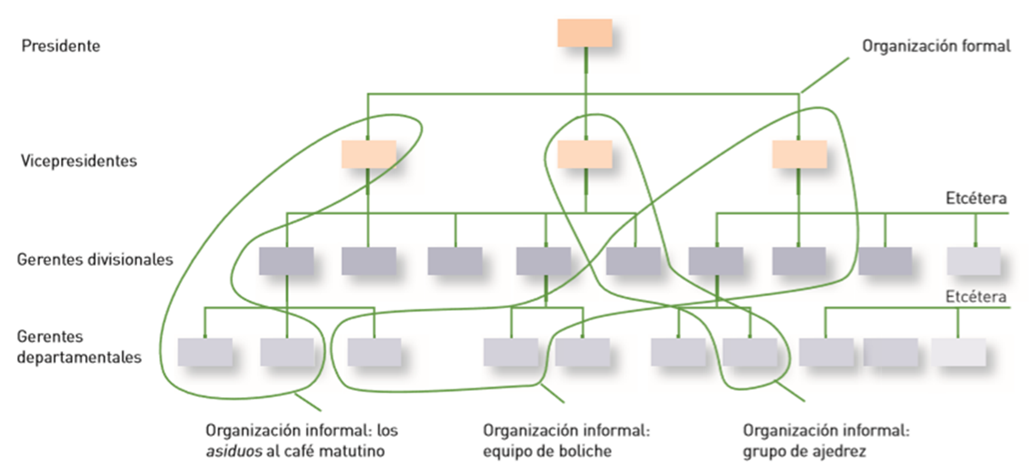 Presidente
Organización formal
Vicepresidentes
Etcétera
Gerentes divisionales
Etcétera
Gerentes
departamentales
Organización informal: los
asiduos al café matutino
Organización informal:
equipo de boliche
Organización informal:
grupo de ajedrez